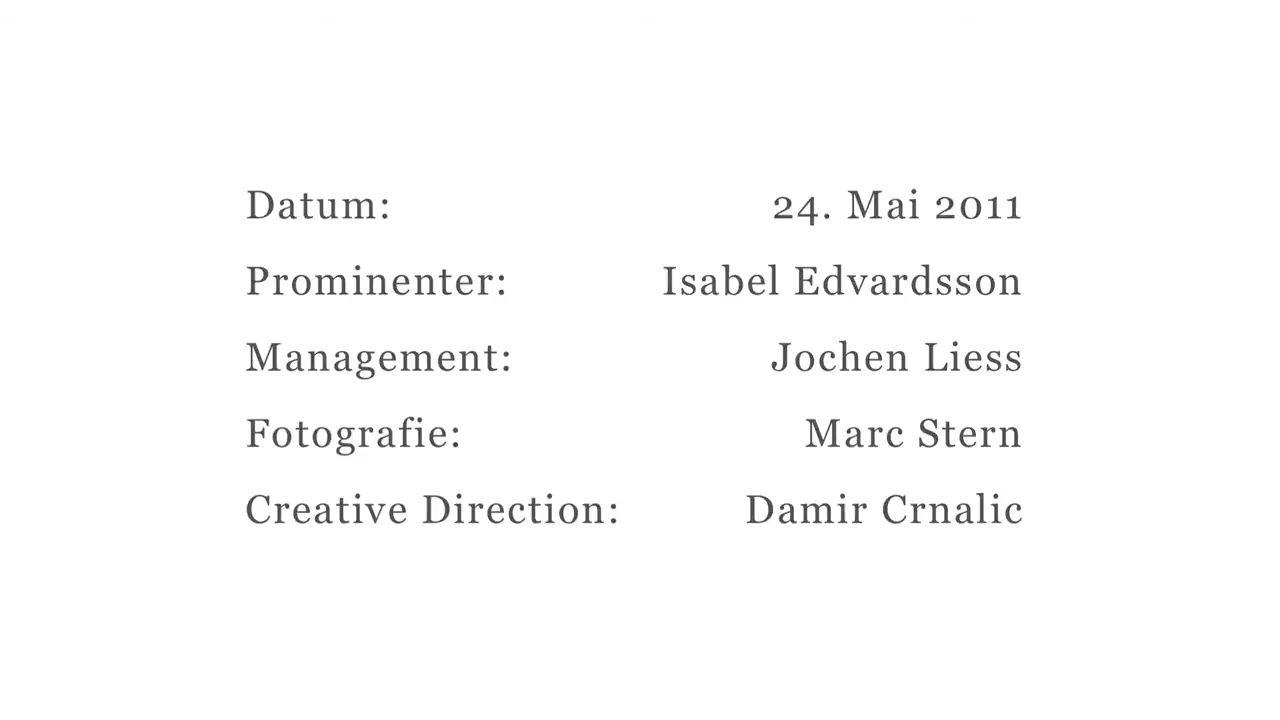 Datum: 24. Mai 2011
Prominenter: Isabel Edvardsson
Management: Jochen Liess
Fotografie: Marc Stern
Creative Direction: Damir Crnalic